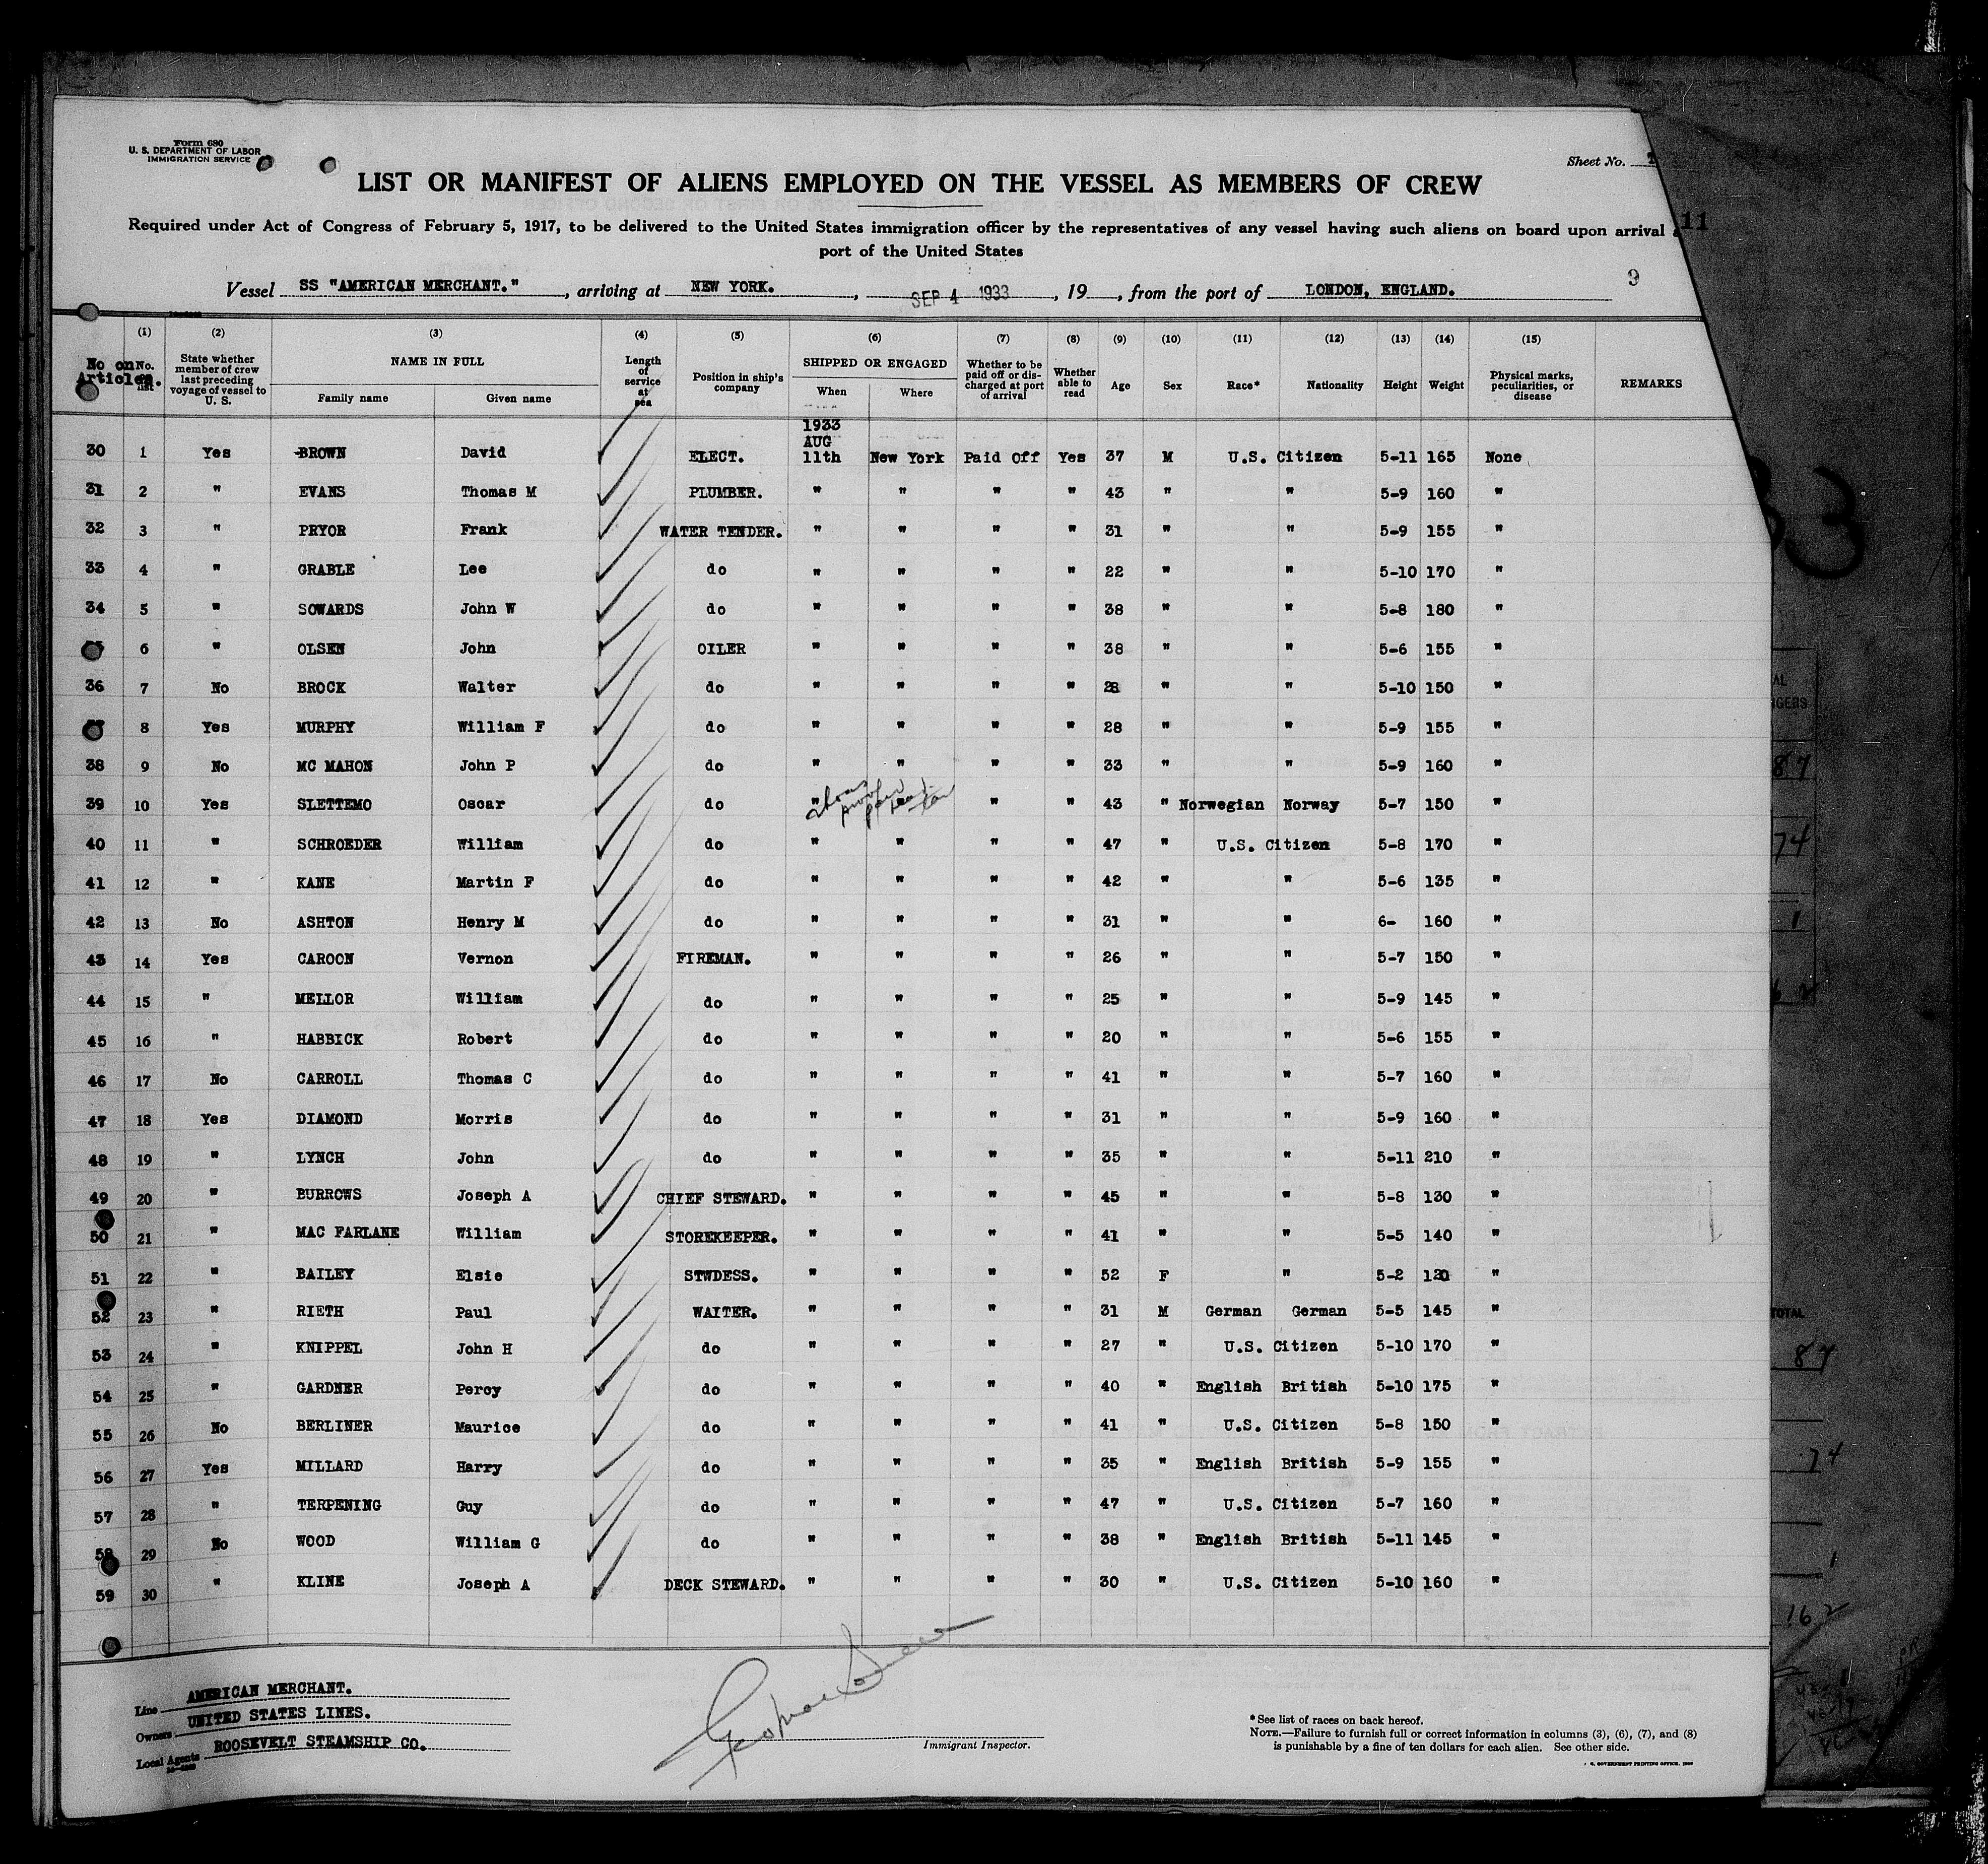 Form 680
U. S. DEPARTMENT OF LABOR
IMMIGRATION SERVICE
Sheet No.
LIST OR MANIFEST OF ALIENS EMPLOYED ON THE VESSEL AS MEMBERS OF CREW
Required under Act of Congress of February 5, 1917, to be delivered to the United States immigration officer by the representatives of any vessel having such aliens on board upon arrival
11
port of the United States
Vessel SS "AMERICAN MERCHANT.", arriving at NEW YORK., SEP 4 1933, 19, from the port of LONDON, ENGLAND.
9
(1) (2) (3) (4) (5) (6) (7) (8) (9) (10) (11) (12) (13) (14) (15)
No on Articles. No. list State whether member of crew last preceding voyage of vessel to U. S. NAME IN FULL Family name Given name Length of service at sea Position in ship's company SHIPPED OR ENGAGED When Where Whether to be paid off or discharged at port of arrival Whether able to read Age Sex Race* Nationality Height Weight Physical marks, peculiarities, or disease REMARKS
1933
AUG
30 1 Yes BROWN David ELECT. 11th New York Paid Off Yes 37 M U.S. Citizen 5-11 165 None
31 2 " EVANS Thomas M PLUMBER. " " " " 43 " " 5-9 160 "
32 3 " PRYOR Frank WATER TENDER. " " " " 31 " " 5-9 155 "
33 4 " GRABLE Lee do " " " " 22 " " 5-10 170 "
34 5 " SOWARDS John W do " " " " 38 " " 5-8 180 "
6 " OLSEN John OILER " " " " 38 " " 5-6 155 "
36 7 No BROCK Walter do " " " " 28 " " 5-10 150 "
8 Yes MURPHY William F do " " " " 28 " " 5-9 155 "
38 9 No MC MAHON John P do " " " " 33 " " 5-9 160 "
39 10 Yes SLETTEMO Oscar do " " " 43 " Norwegian Norway 5-7 150 "
40 11 " SCHROEDER William do " " " " 47 " U.S. Citizen 5-8 170 "
41 12 " KANE Martin F do " " " " 42 " " 5-6 135 "
42 13 No ASHTON Henry M do " " " " 31 " " 6- 160 "
43 14 Yes CAROON Vernon FIREMAN. " " " " 26 " " 5-7 150 "
44 15 " MELLOR William do " " " " 25 " " 5-9 145 "
45 16 " HABBICK Robert do " " " " 20 " " 5-6 155 "
46 17 No CARROLL Thomas C do " " " " 41 " " 5-7 160 "
47 18 Yes DIAMOND Morris do " " " " 31 " " 5-9 160 "
48 19 " LYNCH John do " " " " 35 " " 5-11 210 "
49 20 " BURROWS Joseph A CHIEF STEWARD. " " " " 45 " " 5-8 130 "
50 21 " MAC FARLANE William STOREKEEPER. " " " " 41 " " 5-5 140 "
51 22 " BAILEY Elsie STWDESS. " " " " 52 F " 5-2 120 "
52 23 " RIETH Paul WAITER. " " " " 31 M German German 5-5 145 "
53 24 " KNIPPEL John H do " " " " 27 " U.S. Citizen 5-10 170 "
54 25 " GARDNER Percy do " " " " 40 " English British 5-10 175 "
55 26 No BERLINER Maurice do " " " " 41 " U.S. Citizen 5-8 150 "
56 27 Yes MILLARD Harry do " " " " 35 " English British 5-9 155 "
57 28 " TERPENING Guy do " " " " 47 " U.S. Citizen 5-7 160 "
58 29 No WOOD William G do " " " " 38 " English British 5-11 145 "
59 30 " KLINE Joseph A DECK STEWARD. " " " " 30 " U.S. Citizen 5-10 160 "
Line AMERICAN MERCHANT.
Owners UNITED STATES LINES.
Local Agents ROOSEVELT STEAMSHIP CO.
Immigrant Inspector.
*See list of races on back hereof.
NOTE.—Failure to furnish full or correct information in columns (3), (6), (7), and (8)
is punishable by a fine of ten dollars for each alien. See other side.
TOTAL
87
74
1
162